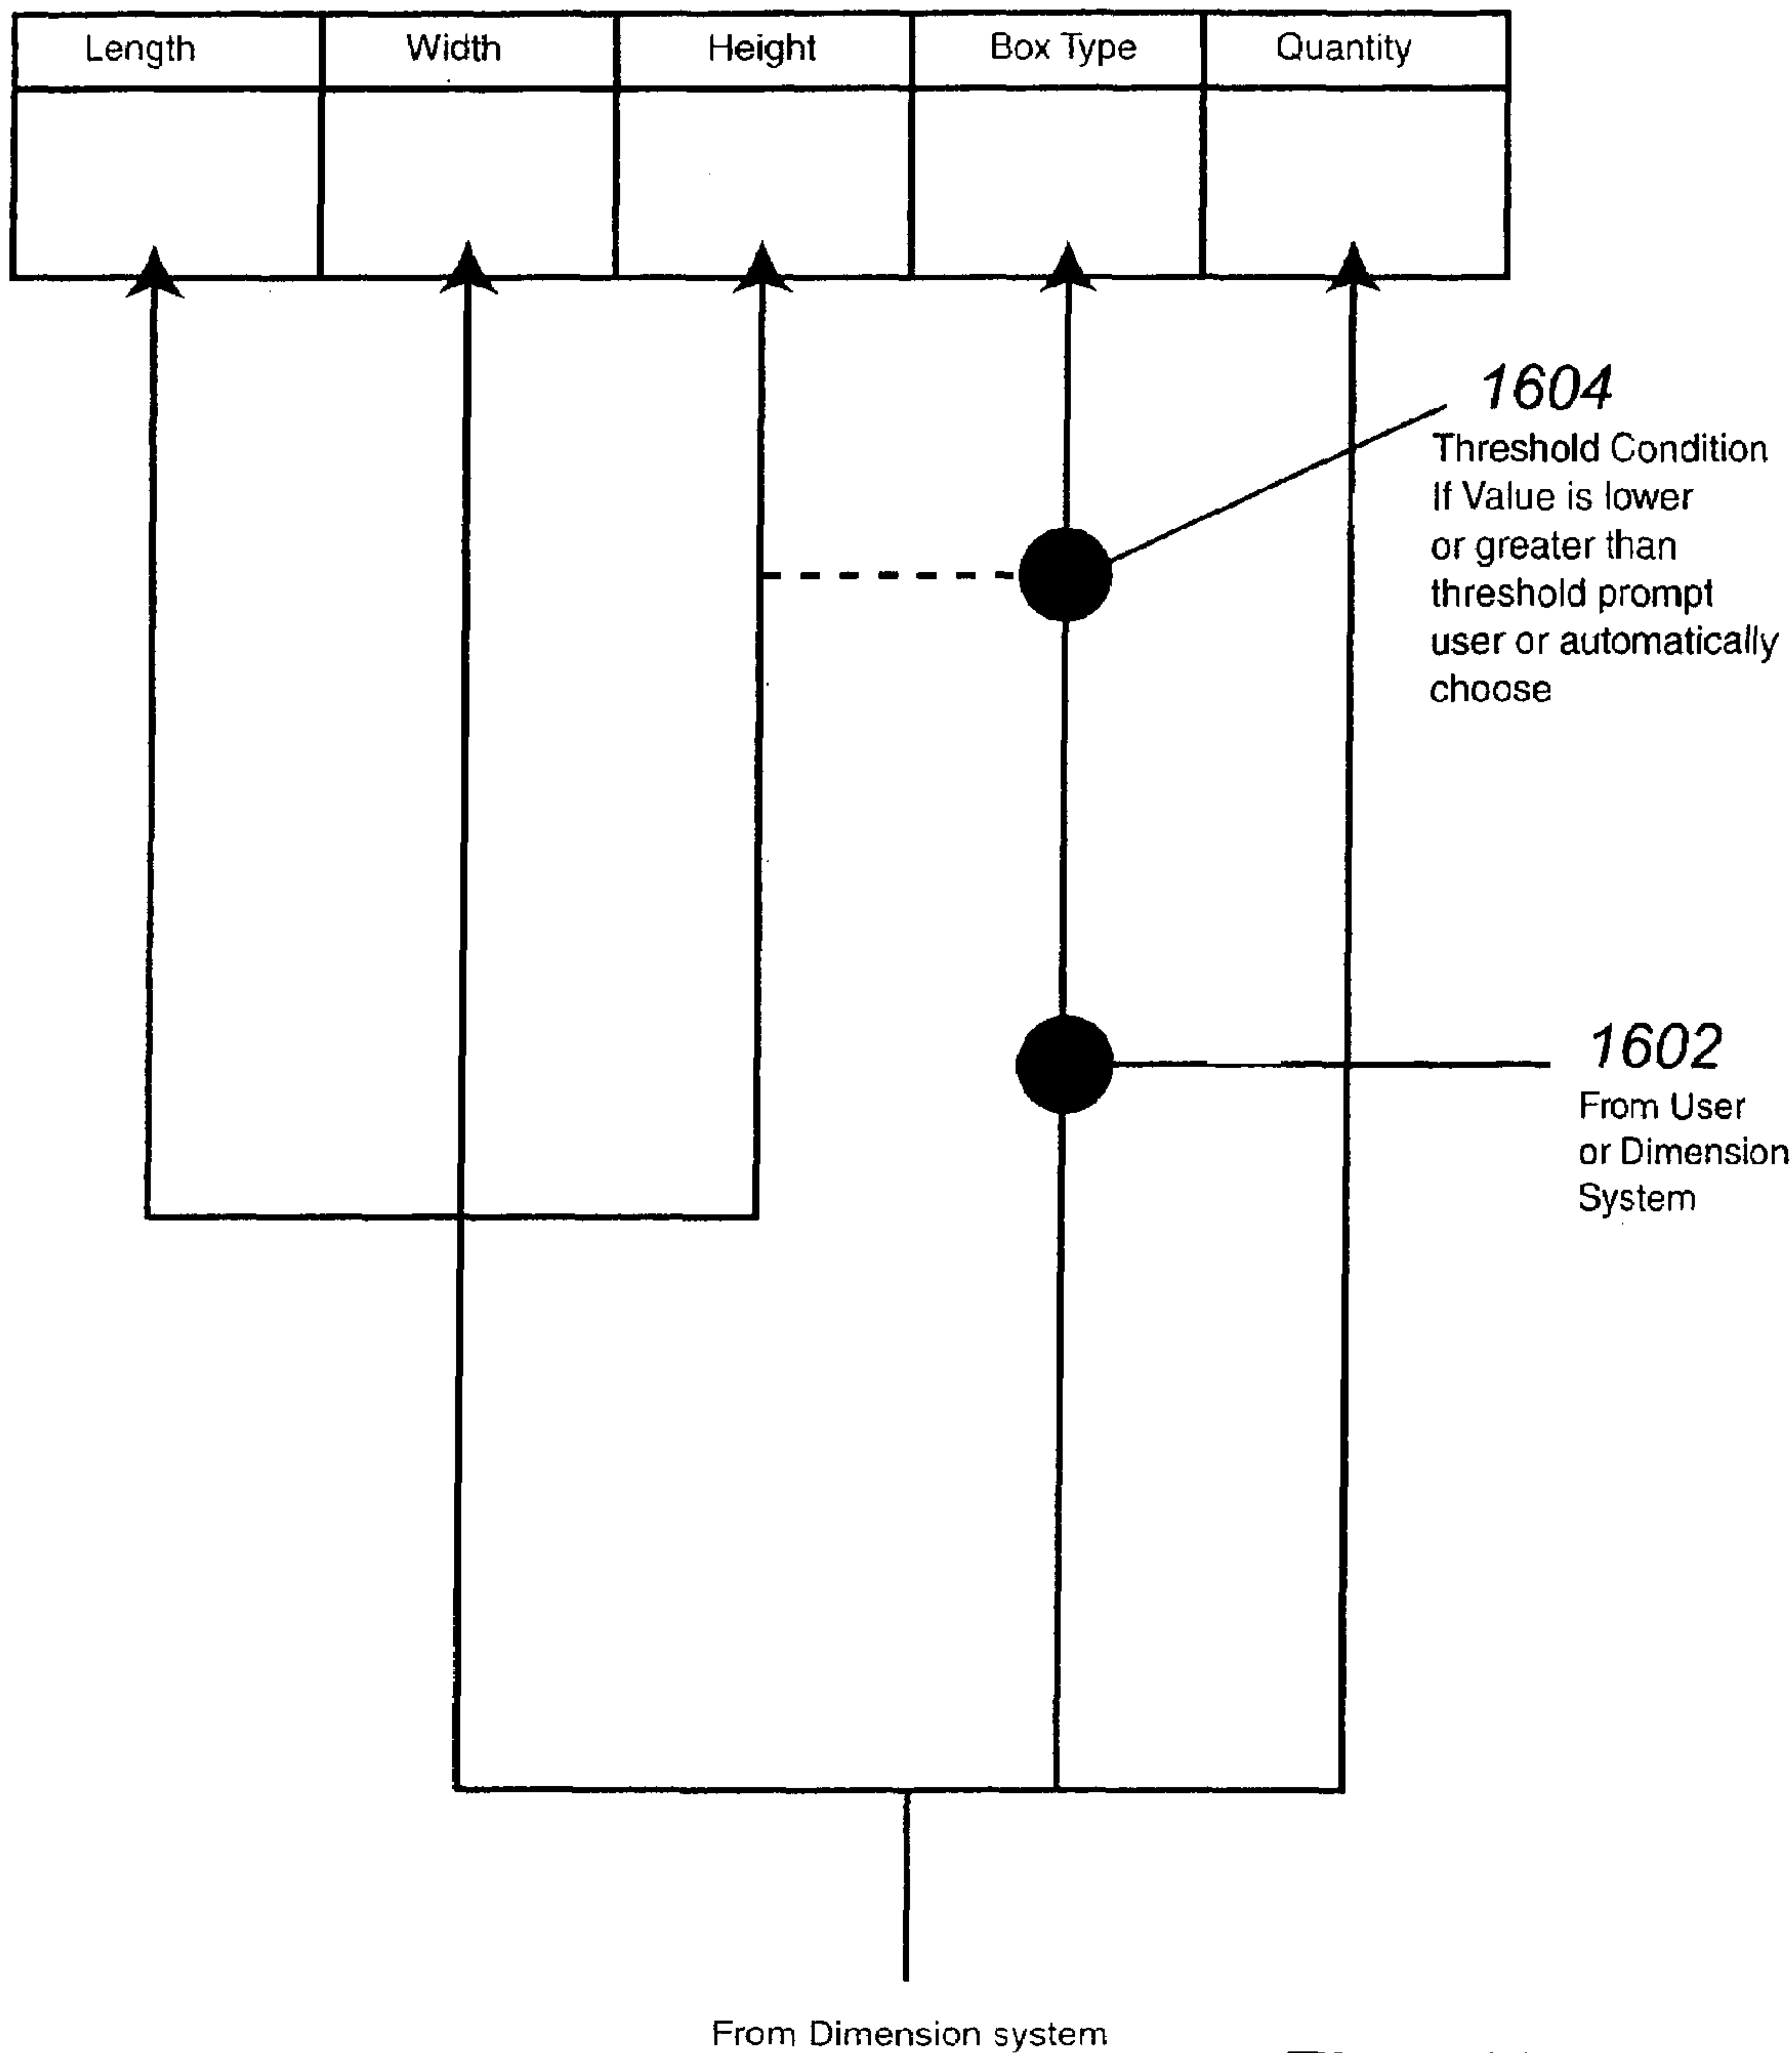 Length Width Height Box Type Quantity
1604
Threshold Condition
If Value is lower
or greater than
threshold prompt
user or automatically
choose
1602
From User
or Dimension
System
From Dimension system